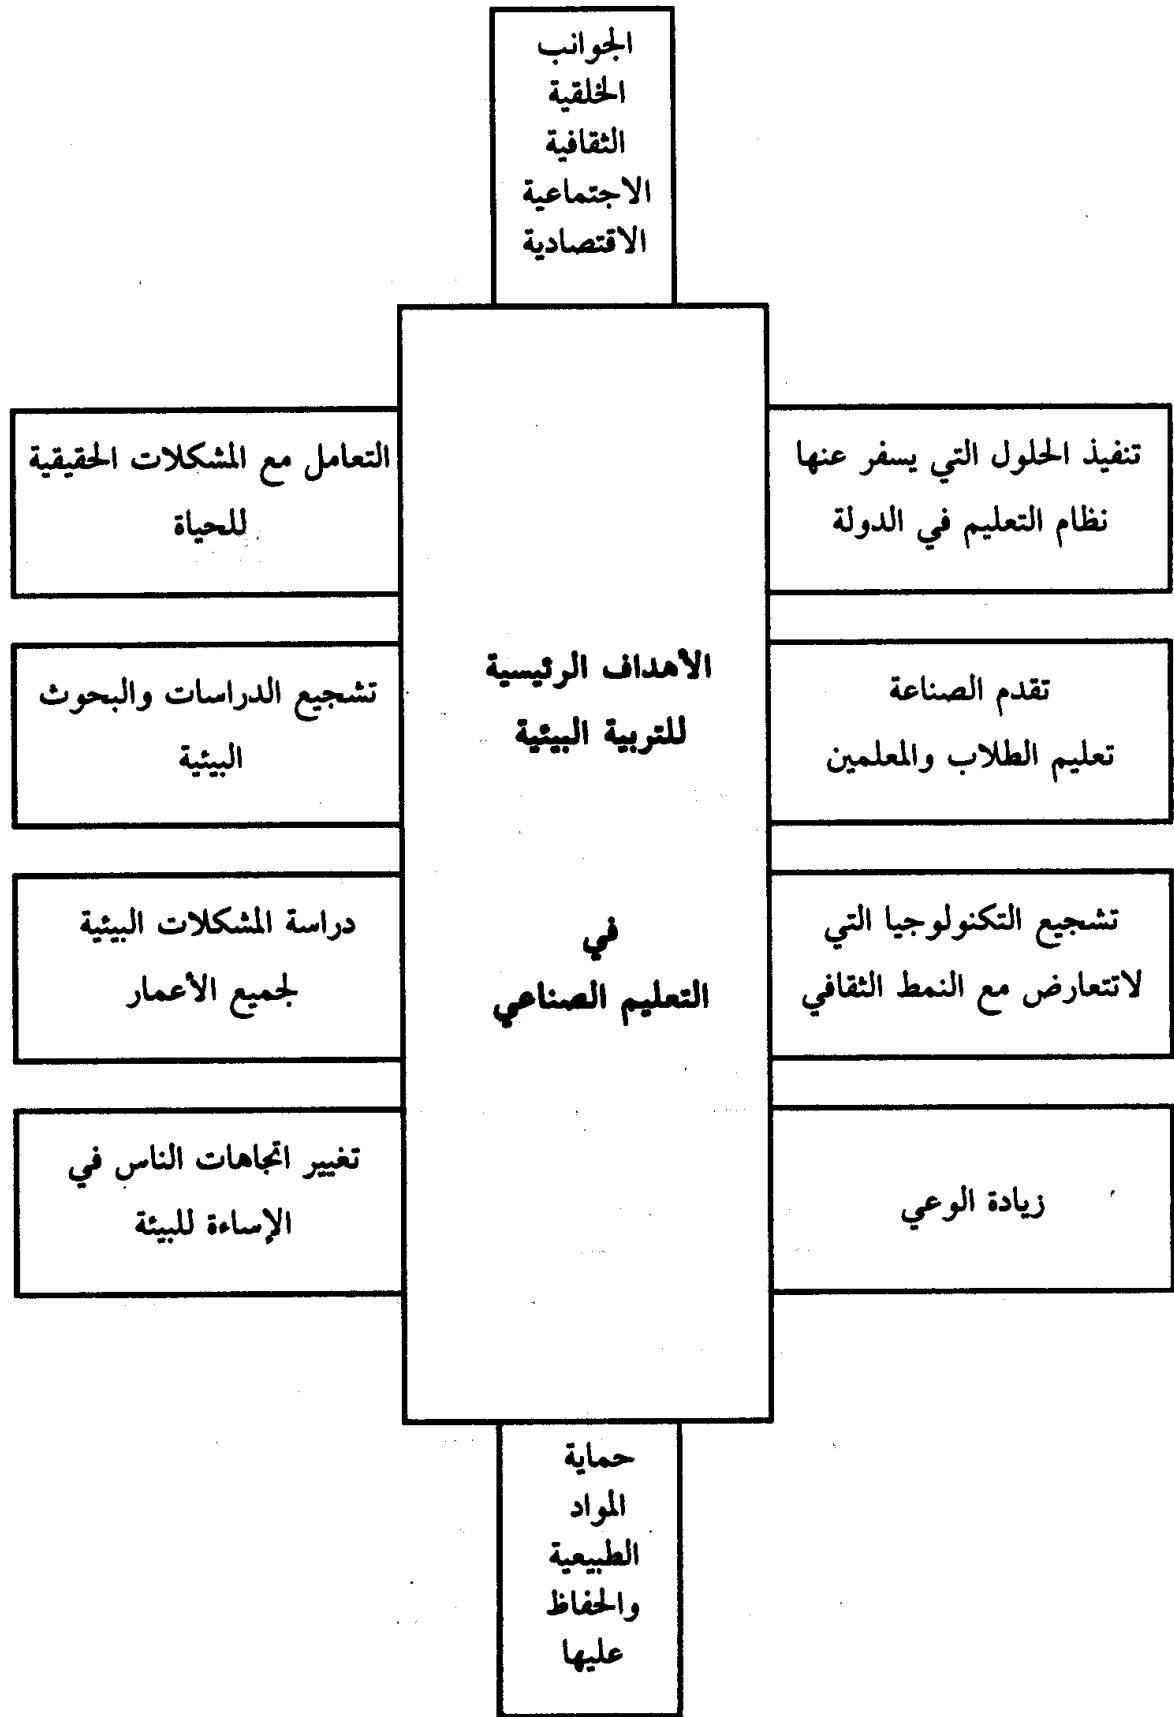 الجوانب
الخلقية
الثقافية
الاجتماعية
الاقتصادية
تنفيذ الحلول التي يسفر عنها
نظام التعليم في الدولة
التعامل مع المشكلات الحقيقية
للحياة
الأهداف الرئيسية
للتربية البيئية
في
التعليم الصناعي
تقدم الصناعة
تعليم الطلاب والمعلمين
تشجيع الدراسات والبحوث
البيئية
تشجيع التكنولوجيا التي
لاتتعارض مع النمط الثقافي
دراسة المشكلات البيئية
لجميع الأعمار
زيادة الوعي
تغيير اتجاهات الناس في
الإساءة للبيئة
حماية
المواد
الطبيعية
والحفاظ
عليها